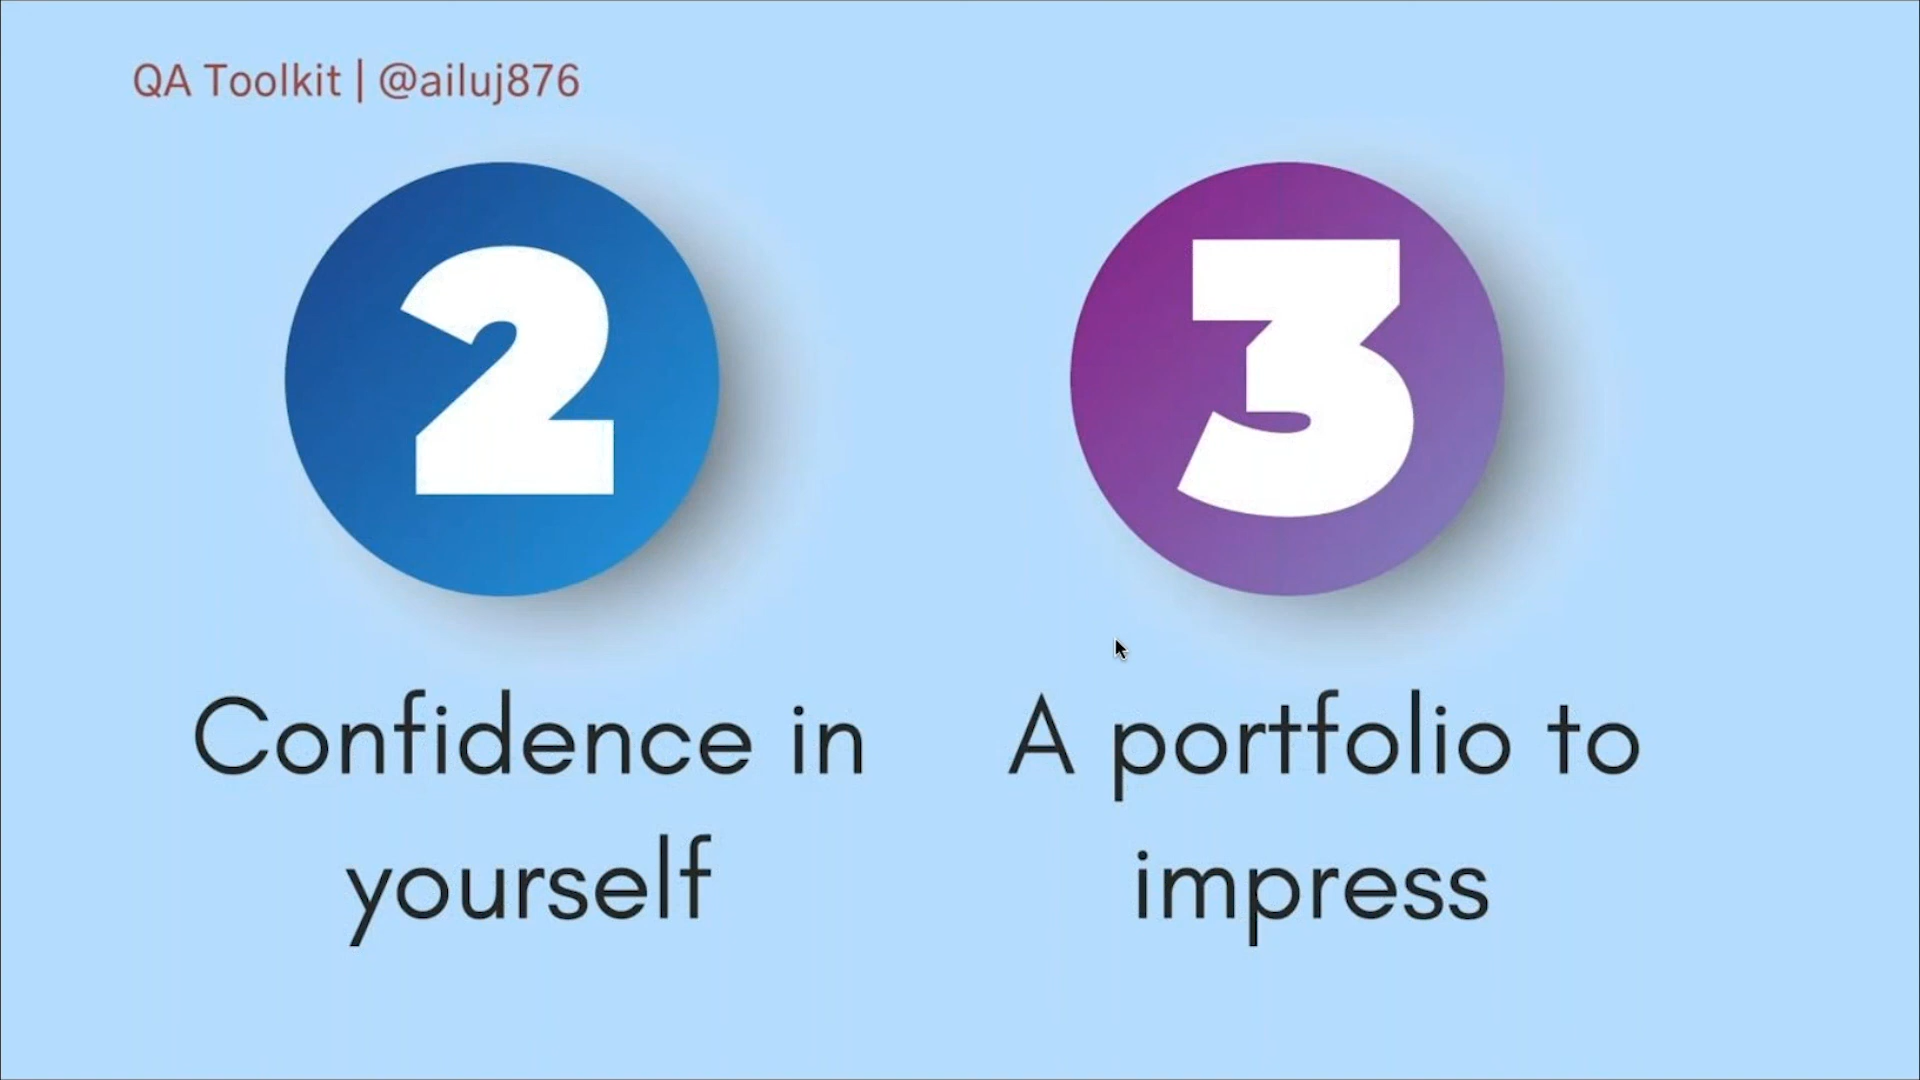 QA Toolkit | @ailuj876
2
Confidence in
yourself
3
A portfolio to
impress